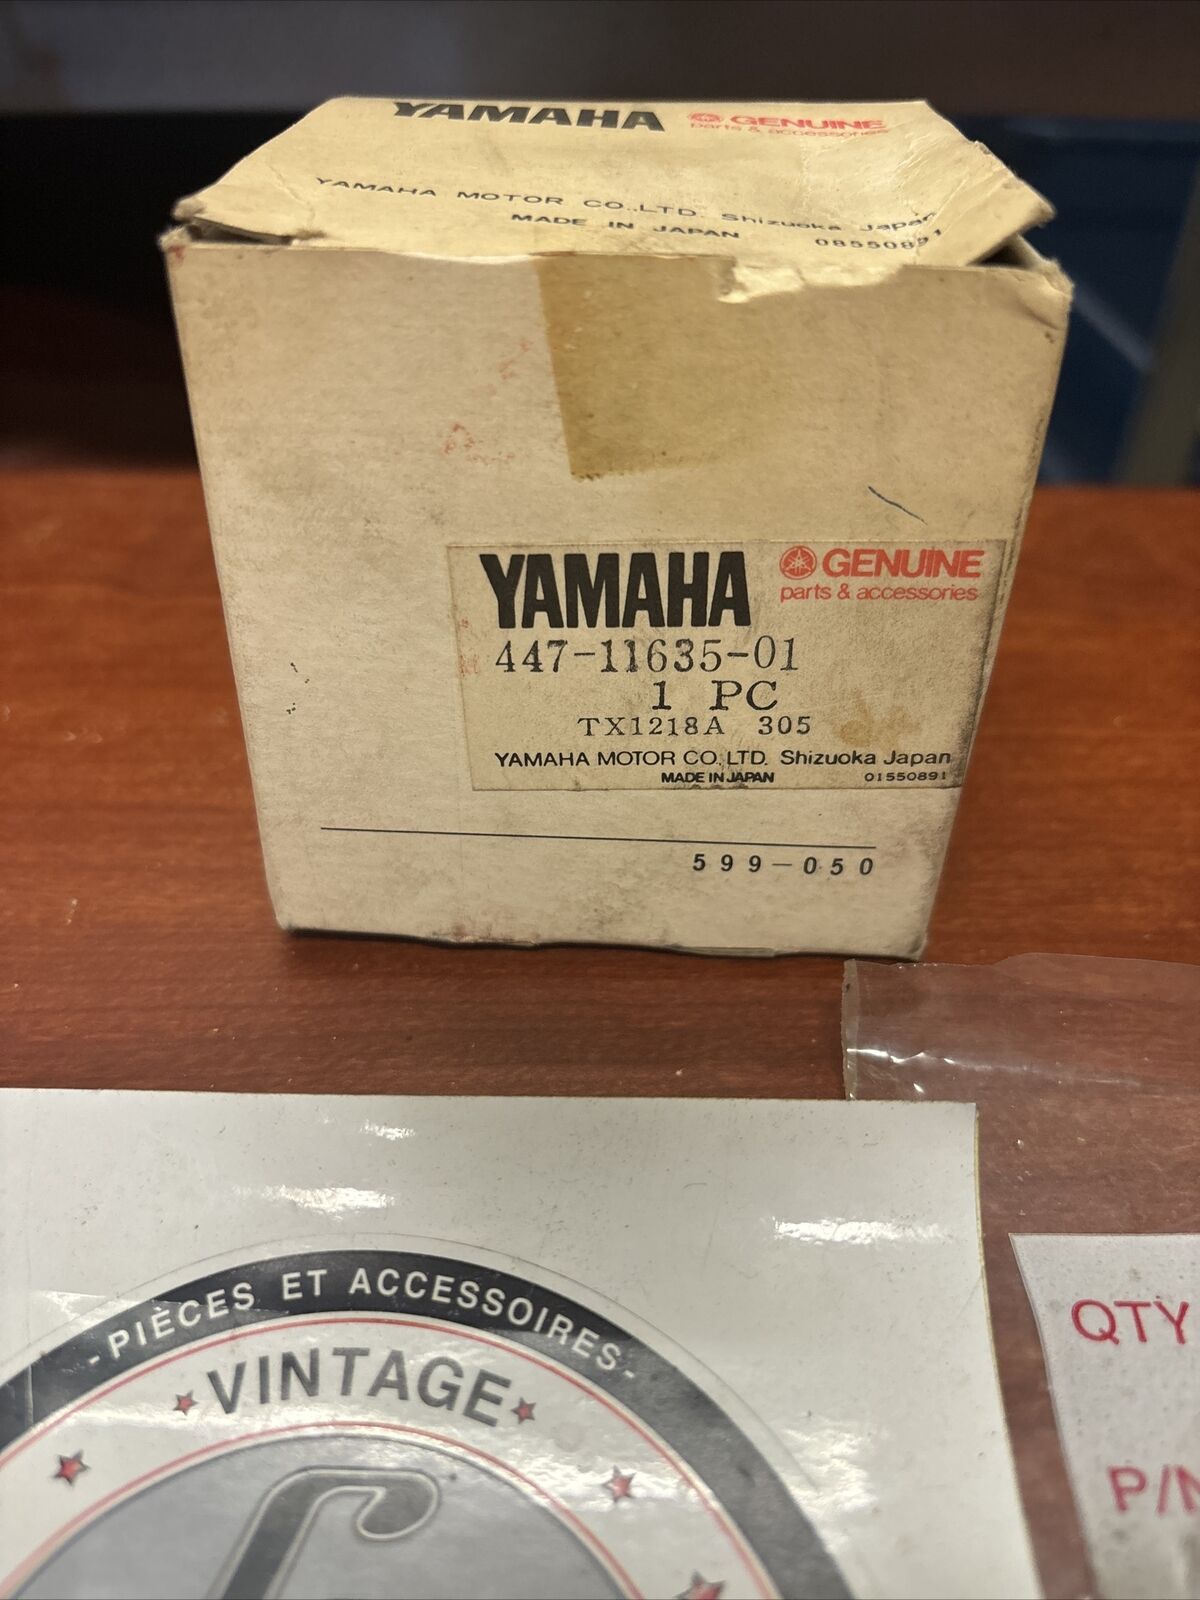 YAMAHA GENUINE
parts & accessories
YAMAHA MOTOR CO.,LTD. Shizuoka Japan
MADE IN JAPAN 08550891
YAMAHA GENUINE
parts & accessories
447-11635-01
1 PC
TX1218A 305
YAMAHA MOTOR CO.,LTD. Shizuoka Japan
MADE IN JAPAN 01550891
599-050
-PIÈCES ET ACCESSOIRES-
VINTAGE
QTY
P/N